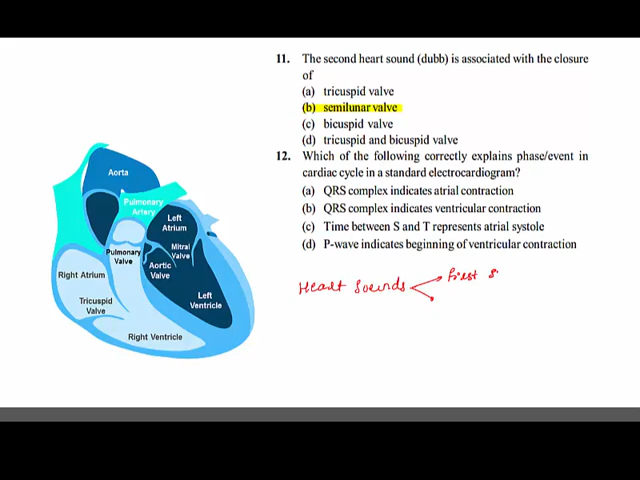 11. The second heart sound (dubb) is associated with the closure
of
(a) tricuspid valve
(b) semilunar valve
(c) bicuspid valve
(d) tricuspid and bicuspid valve
12. Which of the following correctly explains phase/event in
cardiac cycle in a standard electrocardiogram?
(a) QRS complex indicates atrial contraction
(b) QRS complex indicates ventricular contraction
(c) Time between S and T represents atrial systole
(d) P-wave indicates beginning of ventricular contraction
Heart Sounds
First S
Aorta
Pulmonary
Artery
Left
Atrium
Mitral
Valve
Pulmonary
Valve
Aortic
Valve
Right Atrium
Left
Ventricle
Tricuspid
Valve
Right Ventricle